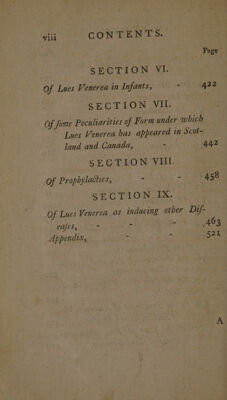 viii CONTENTS.
Page
SECTION VI.
Of Lues Venerea in Infants, - 422
SECTION VII.
Of some Peculiarities of Form under which
Lues Venerea has appeared in Scot-
land and Canada, - 442
SECTION VIII.
Of Prophylactics, - - 458
SECTION IX.
Of Lues Venerea as inducing other Dis-
eases, - - - 463
Appendix, - - 521
A